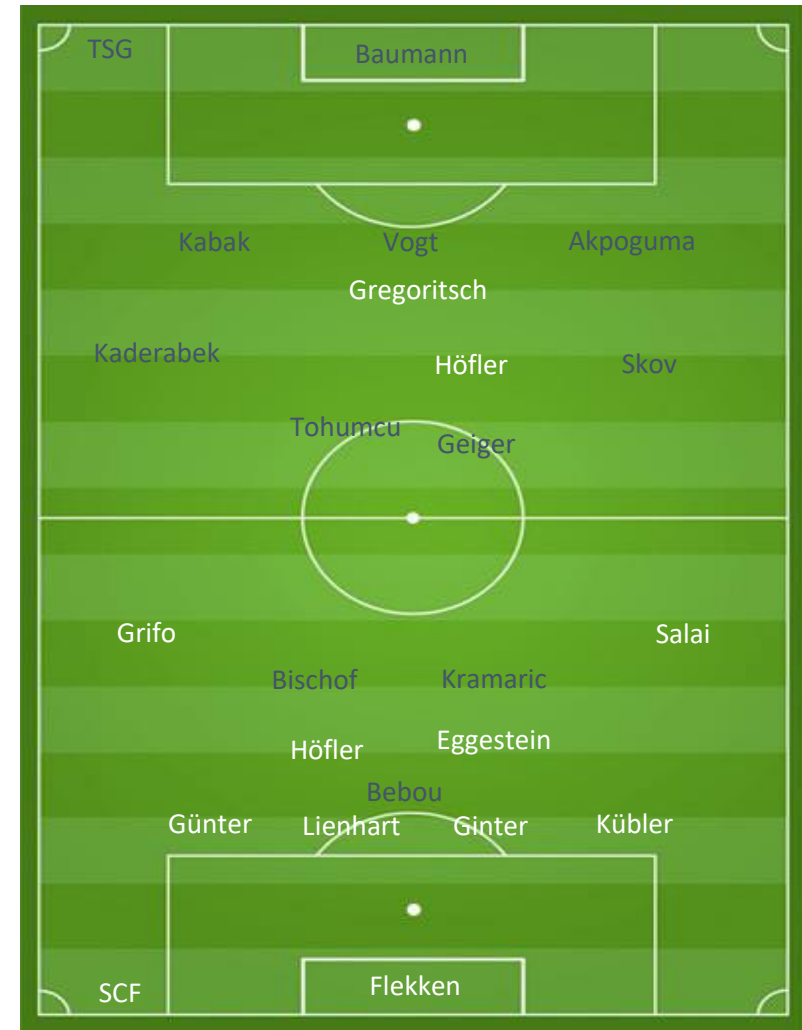 TSG
Baumann
Kabak Vogt Akpoguma
Gregoritsch
Kaderabek Höfler Skov
Tohumcu Geiger
Grifo Salai
Bischof Kramaric
Höfler Eggestein
Bebou
Günter Lienhart Ginter Kübler
SCF Flekken